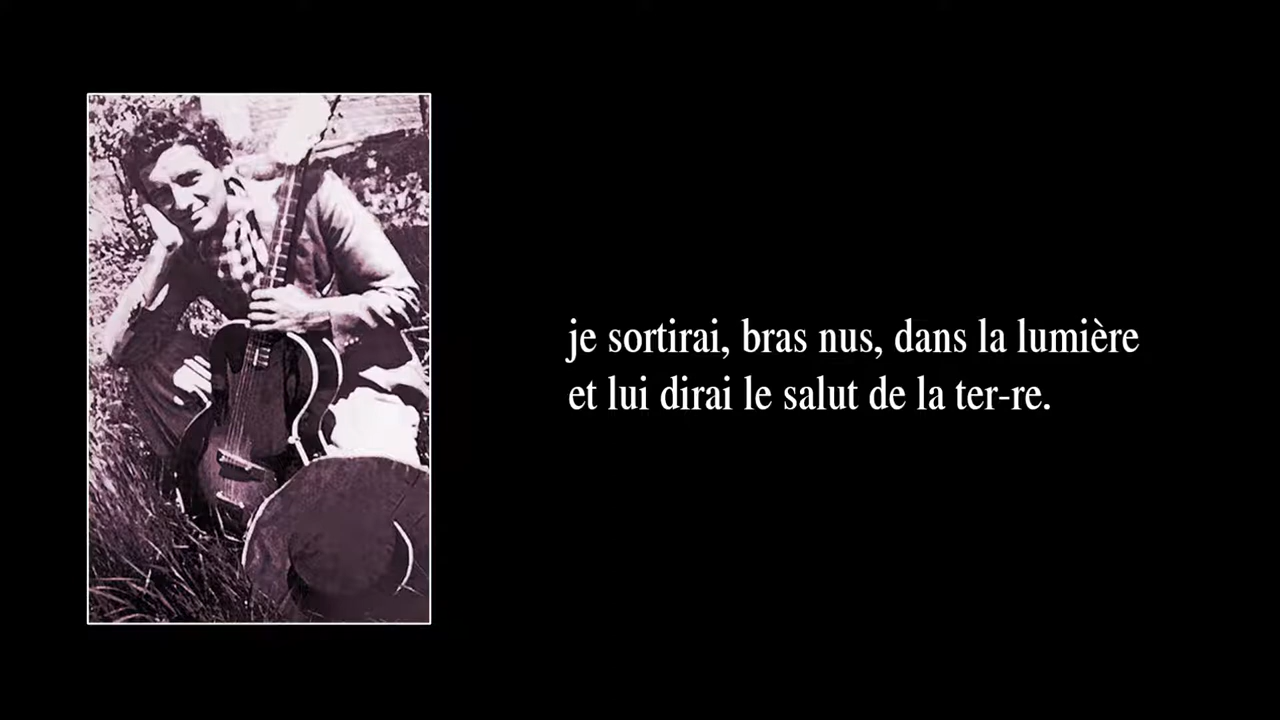 je sortirai, bras nus, dans la lumière
et lui dirai le salut de la ter-re.